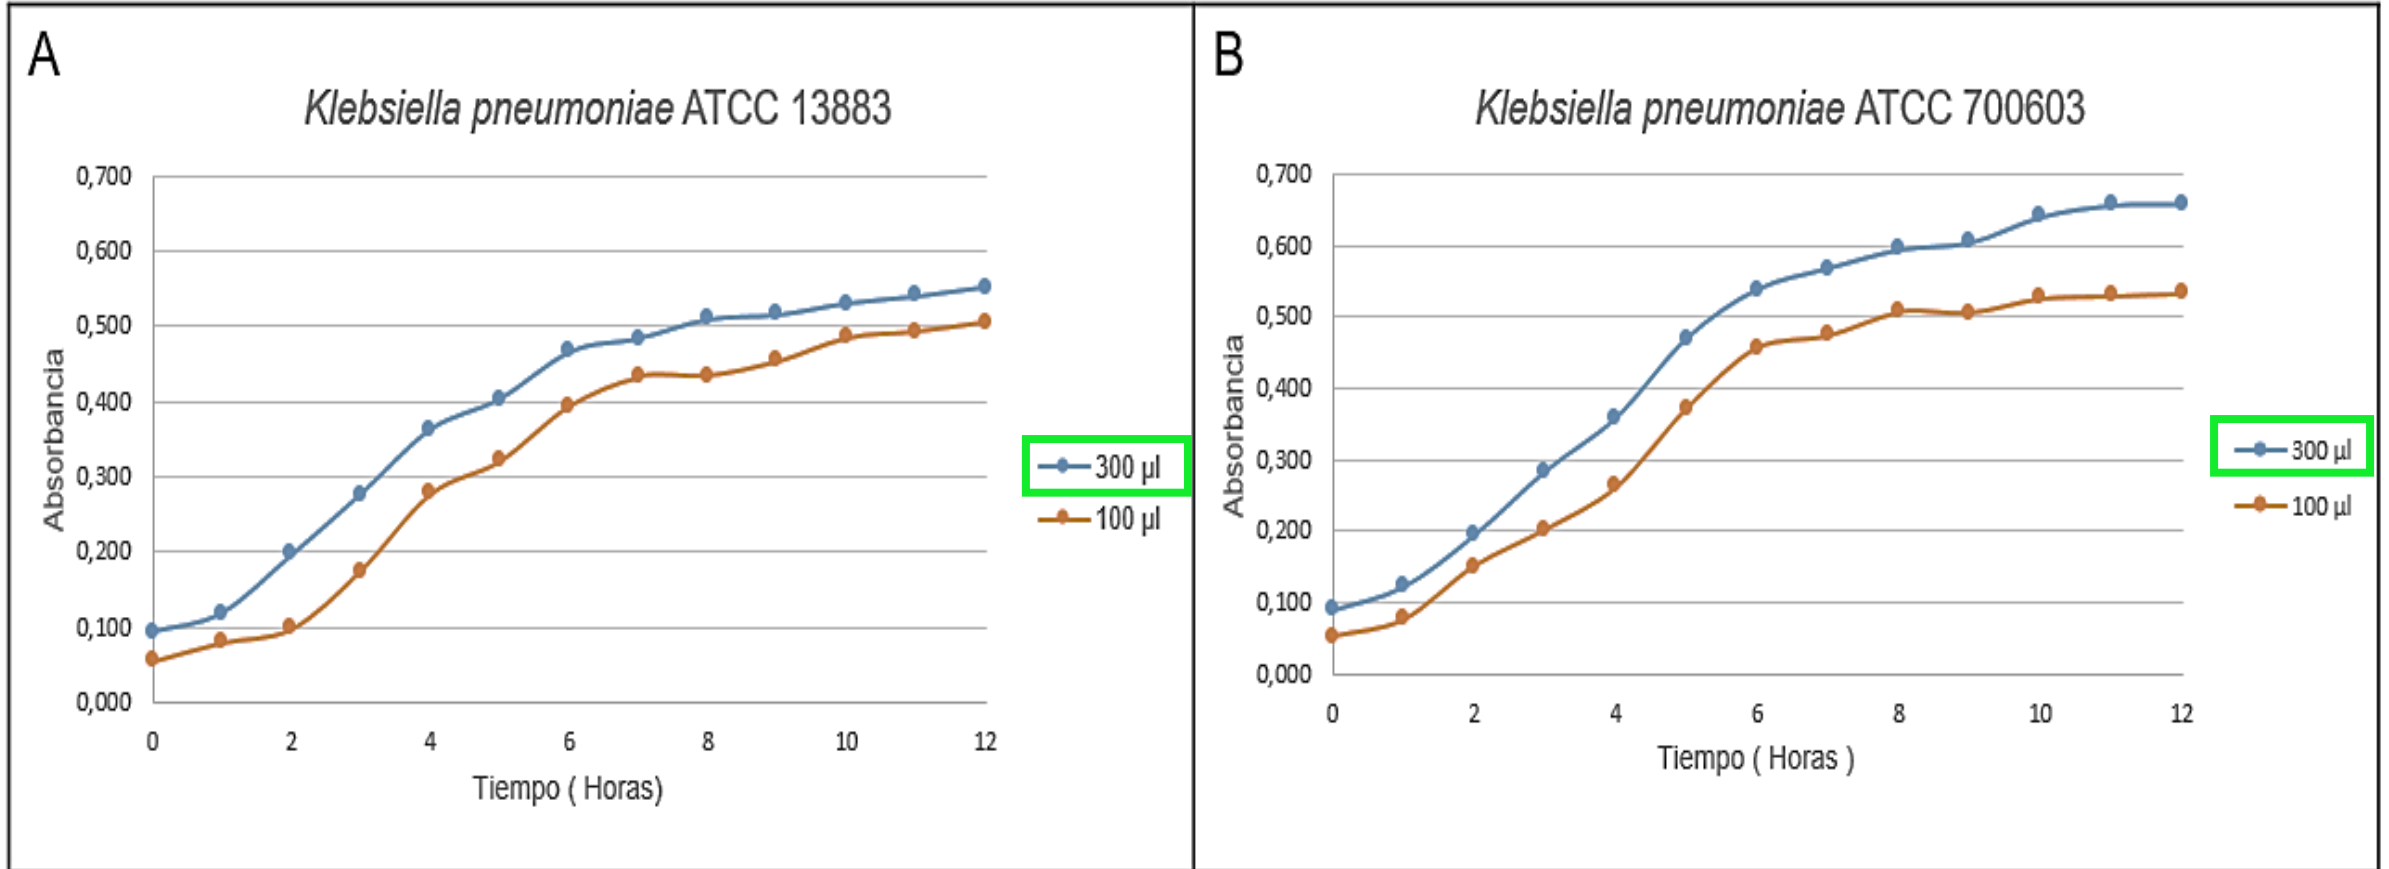 A
Klebsiella pneumoniae ATCC 13883
0,700
0,600
0,500
0,400
0,300
0,200
0,100
0,000
Absorbancia
0 2 4 6 8 10 12
Tiempo ( Horas)
300 µl
100 µl
B
Klebsiella pneumoniae ATCC 700603
0,700
0,600
0,500
0,400
0,300
0,200
0,100
0,000
Absorbancia
0 2 4 6 8 10 12
Tiempo ( Horas )
300 µl
100 µl